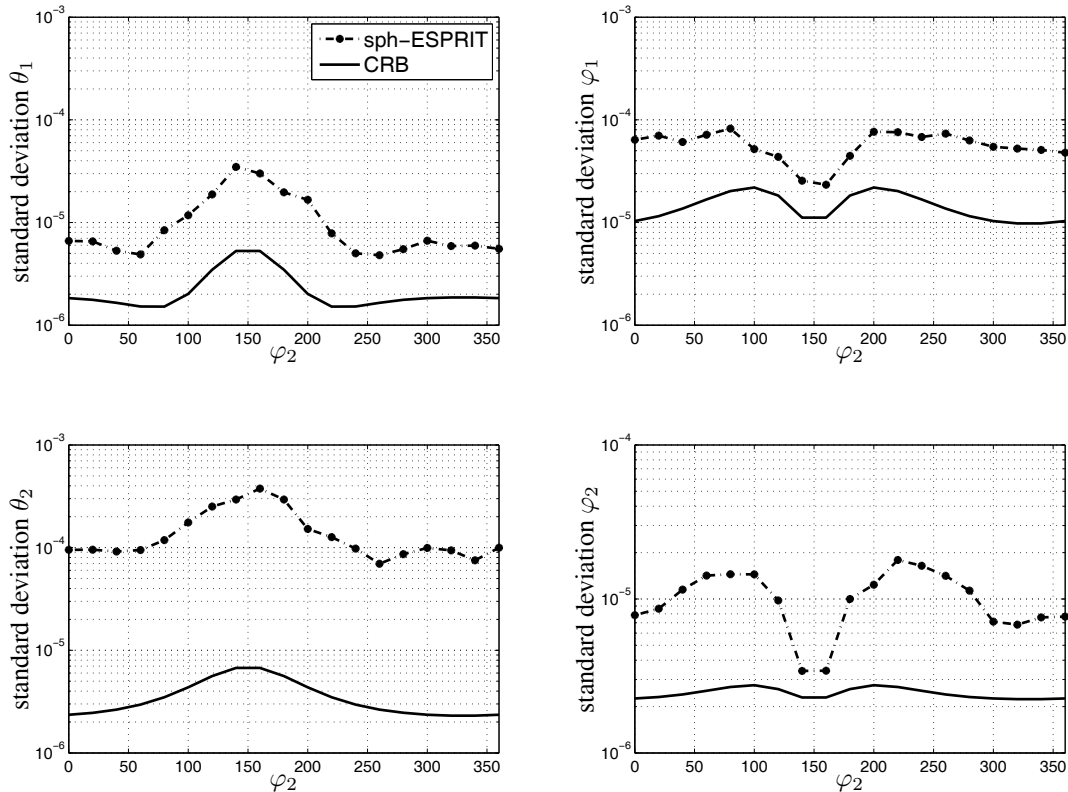 10^-3
10^-4
10^-5
10^-6
standard deviation θ₁
sph−ESPRIT
CRB
0 50 100 150 200 250 300 350
φ₂
10^-3
10^-4
10^-5
10^-6
standard deviation φ₁
0 50 100 150 200 250 300 350
φ₂
10^-3
10^-4
10^-5
10^-6
standard deviation θ₂
0 50 100 150 200 250 300 350
φ₂
10^-4
10^-5
10^-6
standard deviation φ₂
0 50 100 150 200 250 300 350
φ₂